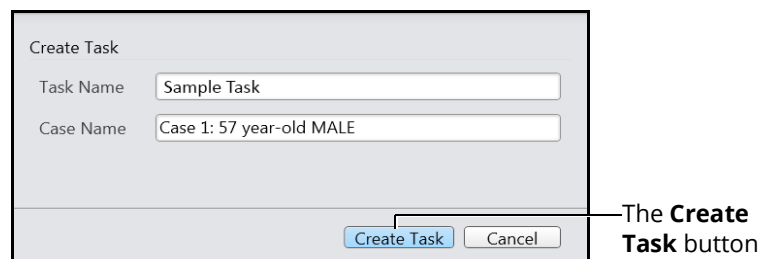 Create Task
Task Name Sample Task
Case Name Case 1: 57 year-old MALE
Create Task Cancel
The Create
Task button